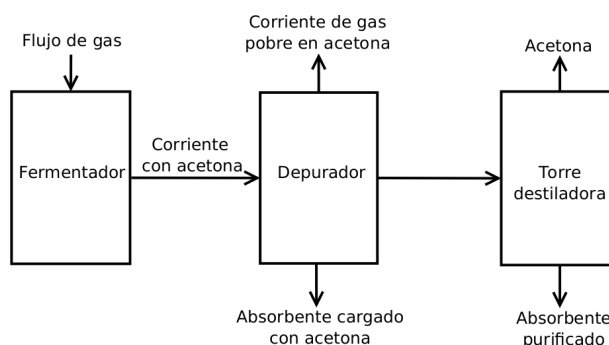 Flujo de gas
Fermentador
Corriente
con acetona
Corriente de gas
pobre en acetona
Depurador
Absorbente cargado
con acetona
Acetona
Torre
destiladora
Absorbente
purificado